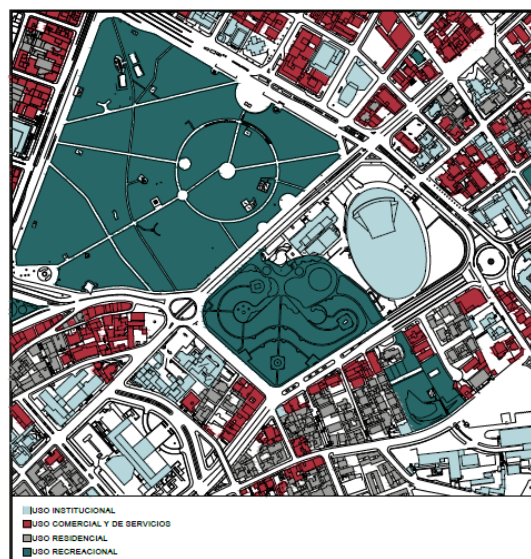 USO INSTITUCIONAL
USO COMERCIAL Y DE SERVICIOS
USO RESIDENCIAL
USO RECREACIONAL